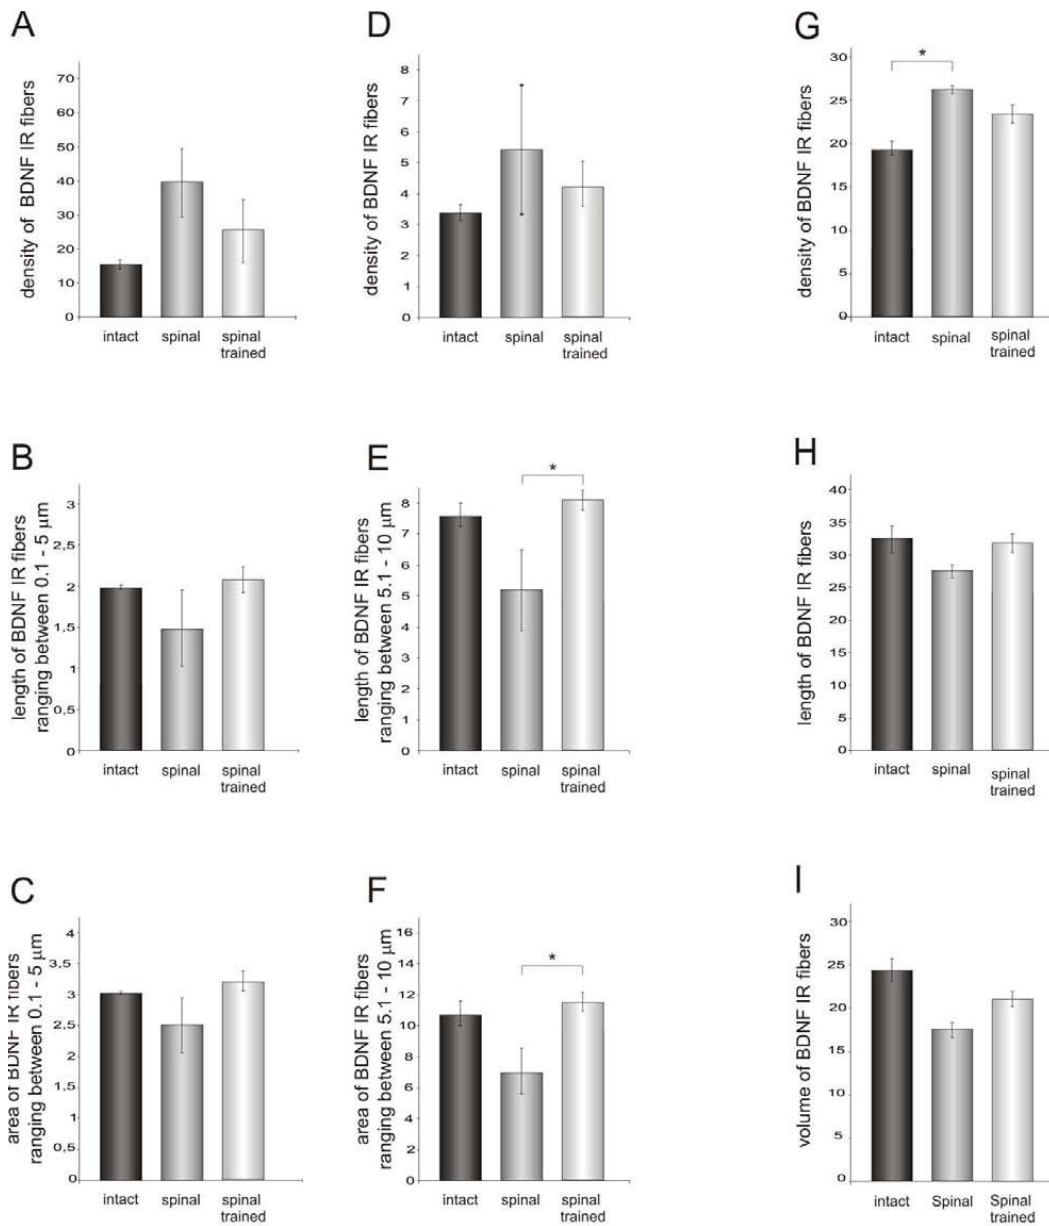 A
density of BDNF IR fibers
70
60
50
40
30
20
10
0
intact
spinal
spinal
trained
D
density of BDNF IR fibers
8
7
6
5
4
3
2
1
0
intact
spinal
spinal
trained
G
density of BDNF IR fibers
30
25
20
15
10
5
0
*
intact
spinal
spinal
trained
B
length of BDNF IR fibers
ranging between 0.1 - 5 μm
3
2,5
2
1,5
1
0,5
0
intact
spinal
spinal
trained
E
length of BDNF IR fibers
ranging between 5.1 - 10 μm
8
7
6
5
4
3
2
1
0
*
intact
spinal
spinal
trained
H
length of BDNF IR fibers
40
35
30
25
20
15
10
5
0
intact
spinal
spinal
trained
C
area of BDNF IR fibers
ranging between 0.1 - 5 μm
4
3,5
3
2,5
2
1,5
1
0,5
0
intact
spinal
spinal
trained
F
area of BDNF IR fibers
ranging between 5.1 - 10 μm
16
14
12
10
8
6
4
2
0
*
intact
spinal
spinal
trained
I
volume of BDNF IR fibers
30
25
20
15
10
5
0
intact
Spinal
Spinal
trained